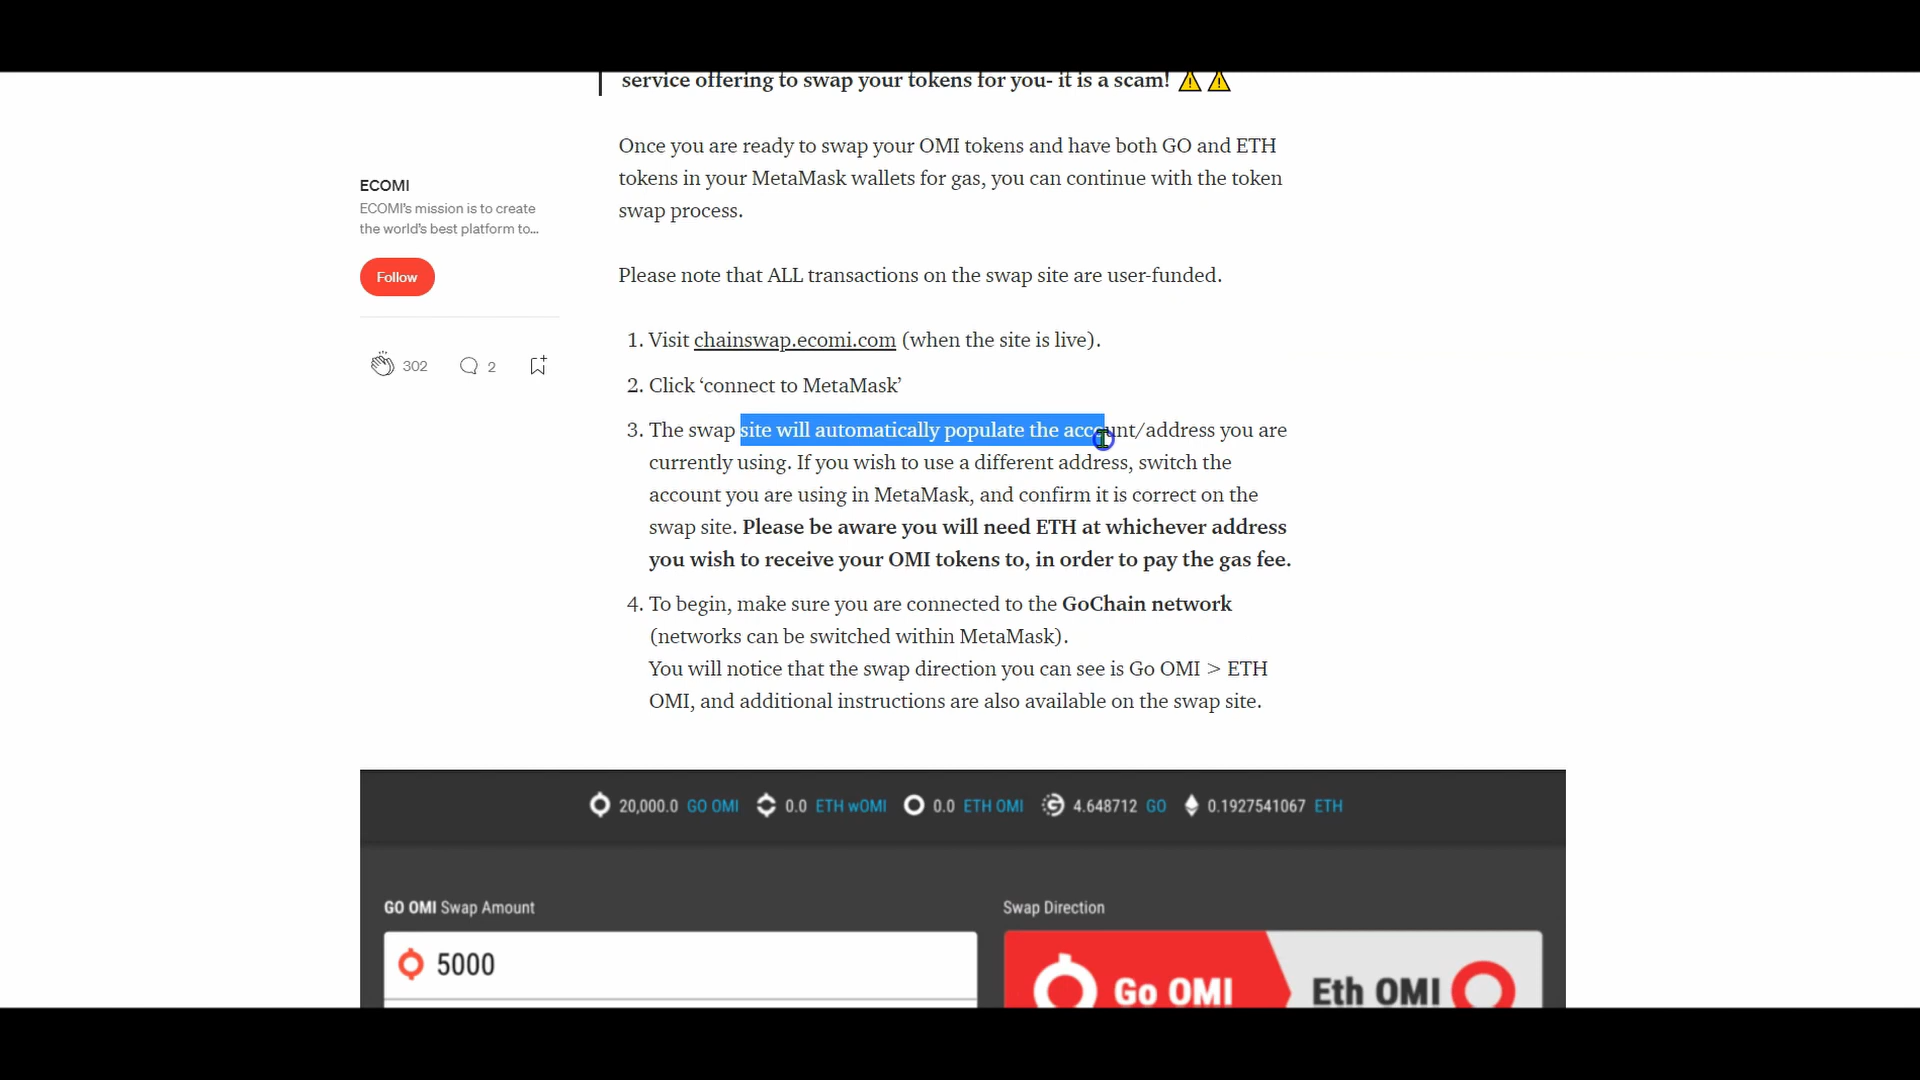 service offering to swap your tokens for you- it is a scam! ⚠️ ⚠️
ECOMI
ECOMI's mission is to create
the world's best platform to...
Follow
302
2
Once you are ready to swap your OMI tokens and have both GO and ETH
tokens in your MetaMask wallets for gas, you can continue with the token
swap process.
Please note that ALL transactions on the swap site are user-funded.
1. Visit chainswap.ecomi.com (when the site is live).
2. Click ‘connect to MetaMask’
3. The swap site will automatically populate the account/address you are
currently using. If you wish to use a different address, switch the
account you are using in MetaMask, and confirm it is correct on the
swap site. Please be aware you will need ETH at whichever address
you wish to receive your OMI tokens to, in order to pay the gas fee.
4. To begin, make sure you are connected to the GoChain network
(networks can be switched within MetaMask).
You will notice that the swap direction you can see is Go OMI > ETH
OMI, and additional instructions are also available on the swap site.
20,000.0 GO OMI 0.0 ETH wOMI 0.0 ETH OMI 4.648712 GO 0.1927541067 ETH
GO OMI Swap Amount
5000
Swap Direction
Go OMI Eth OMI